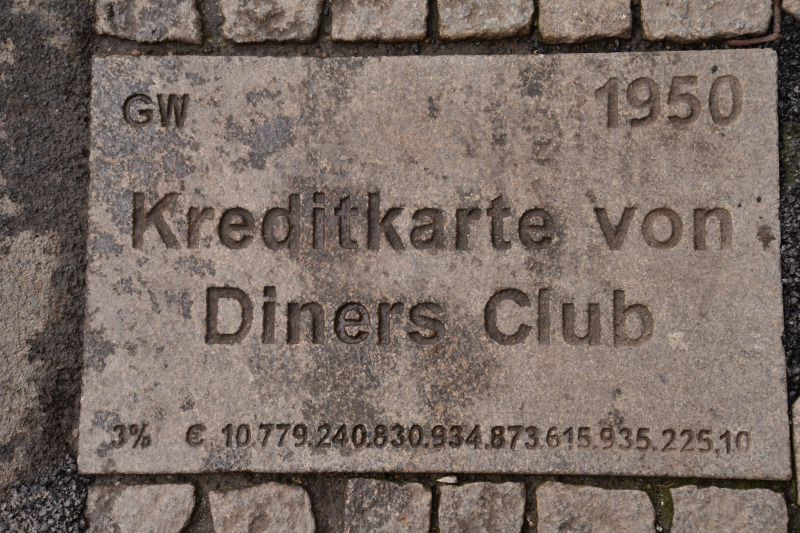 GW 1950
Kreditkarte von
Diners Club
3% € 10.779.240.830.934.873.615.935.225,10